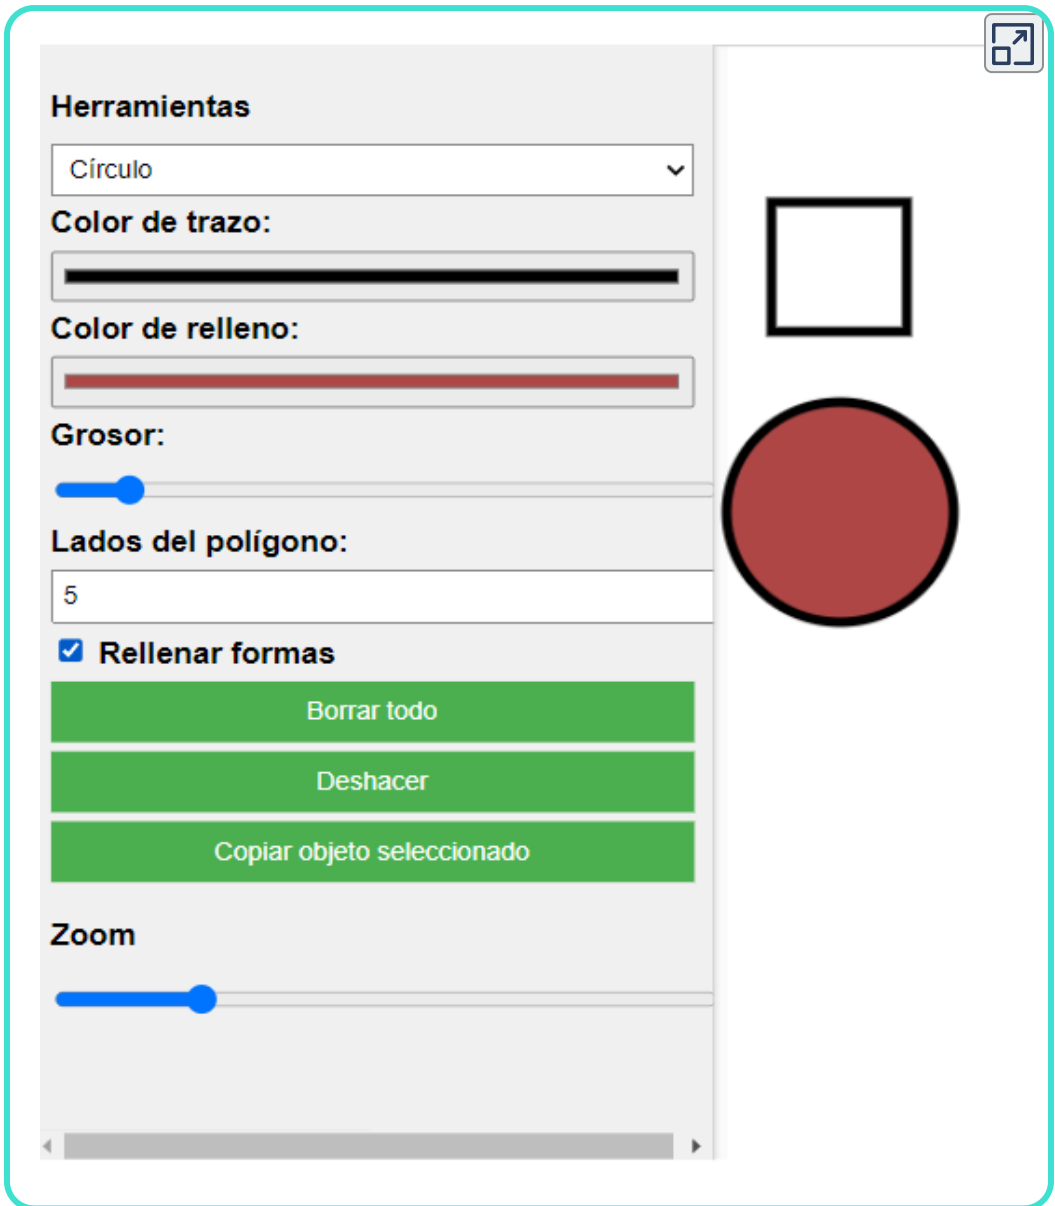 Herramientas
Círculo
Color de trazo:
Color de relleno:
Grosor:
Lados del polígono:
5
Rellenar formas
Borrar todo
Deshacer
Copiar objeto seleccionado
Zoom